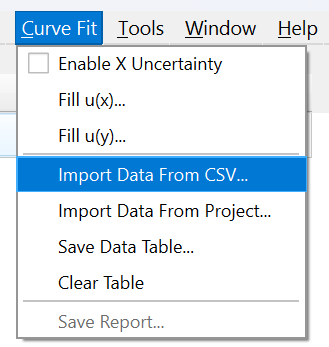 Curve Fit Tools Window Help
Enable X Uncertainty
Fill u(x)...
Fill u(y)...
Import Data From CSV...
Import Data From Project...
Save Data Table...
Clear Table
Save Report...